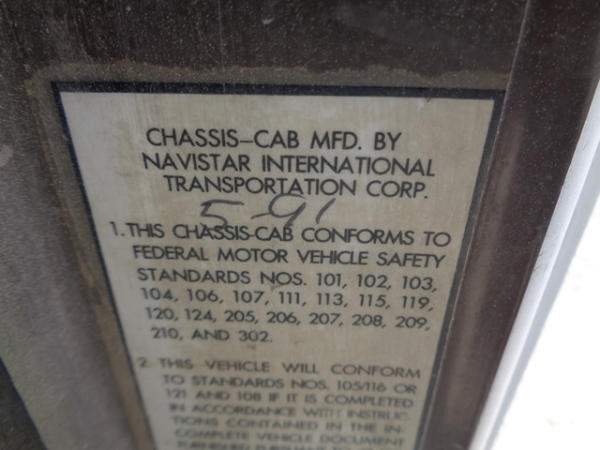 CHASSIS-CAB MFD. BY
NAVISTAR INTERNATIONAL
TRANSPORTATION CORP.
5-91
1. THIS CHASSIS-CAB CONFORMS TO
FEDERAL MOTOR VEHICLE SAFETY
STANDARDS NOS. 101, 102, 103,
104, 106, 107, 111, 113, 115, 119,
120, 124, 205, 206, 207, 208, 209,
210, AND 302.
2. THIS VEHICLE WILL CONFORM
TO STANDARDS NOS. 105/116 OR
121 AND 108 IF IT IS COMPLETED
IN ACCORDANCE WITH INSTRUC-
TIONS CONTAINED IN THE IN-
COMPLETE VEHICLE DOCUMENT
FURNISHED PURSUANT TO